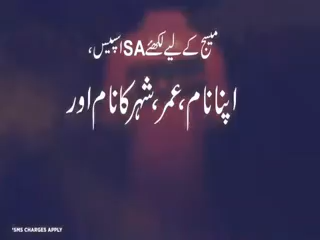 میسج کے لیے لکھئے SA اسپیس،
اپنا نام، عمر، شہر کا نام اور
*SMS CHARGES APPLY